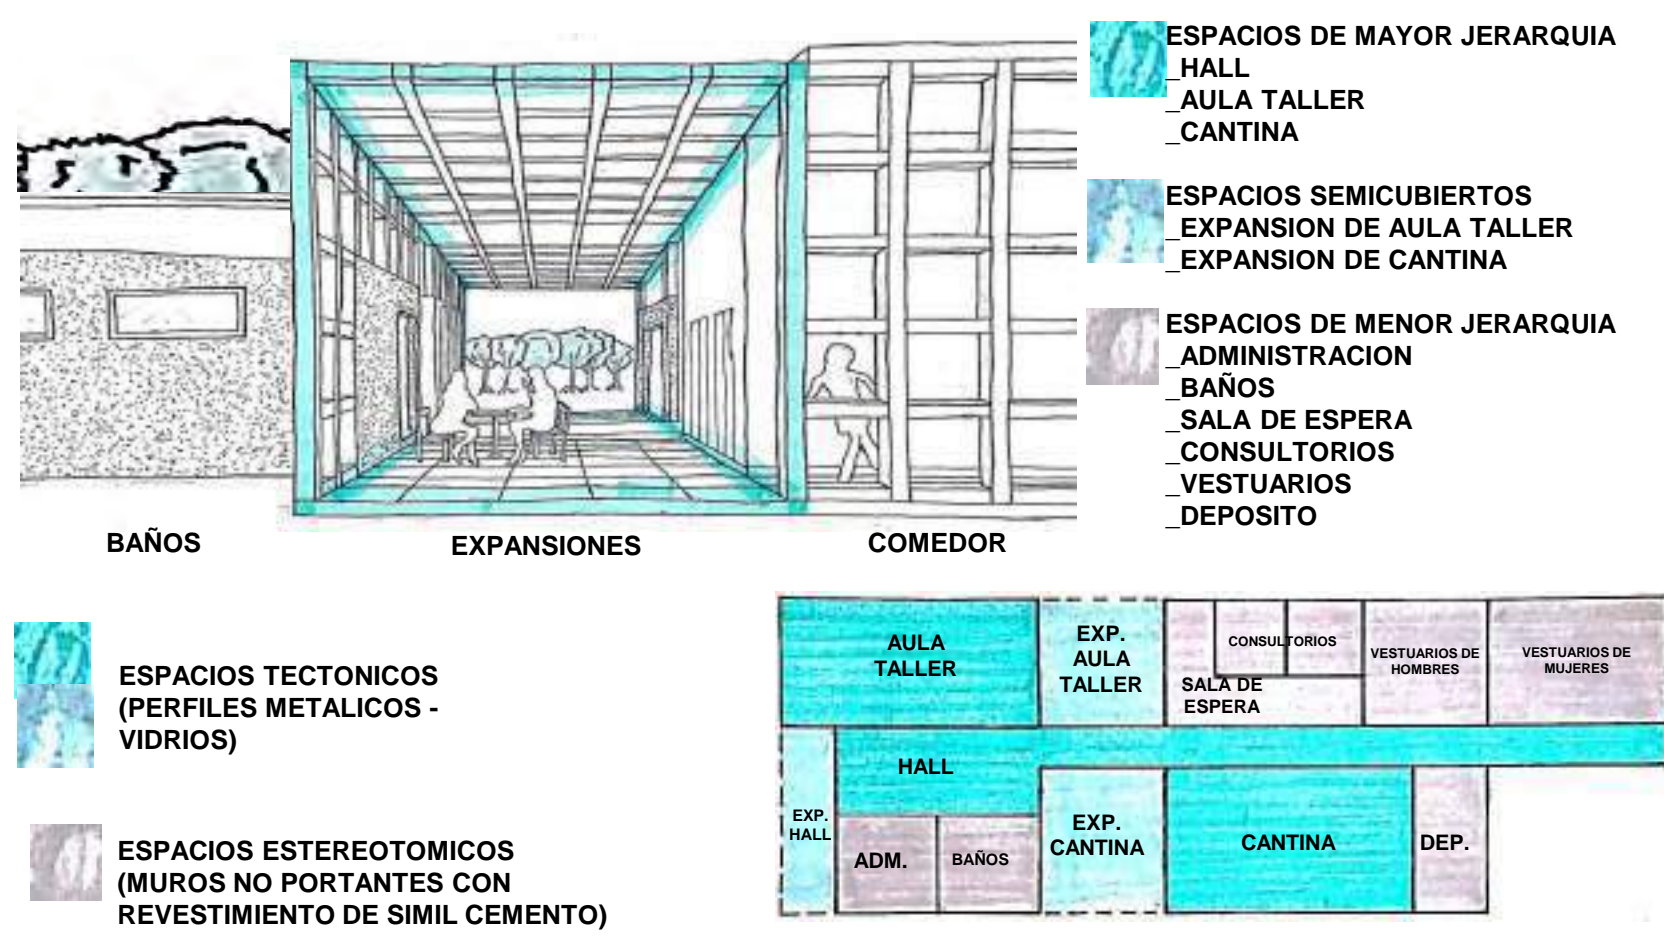 ESPACIOS DE MAYOR JERARQUIA
_HALL
_AULA TALLER
_CANTINA
ESPACIOS SEMICUBIERTOS
_EXPANSION DE AULA TALLER
_EXPANSION DE CANTINA
ESPACIOS DE MENOR JERARQUIA
_ADMINISTRACION
_BAÑOS
_SALA DE ESPERA
_CONSULTORIOS
_VESTUARIOS
_DEPOSITO
BAÑOS
EXPANSIONES
COMEDOR
ESPACIOS TECTONICOS
(PERFILES METALICOS -
VIDRIOS)
ESPACIOS ESTEREOTOMICOS
(MUROS NO PORTANTES CON
REVESTIMIENTO DE SIMIL CEMENTO)
AULA
TALLER
EXP.
AULA
TALLER
CONSULTORIOS
SALA DE
ESPERA
VESTUARIOS DE
HOMBRES
VESTUARIOS DE
MUJERES
HALL
EXP.
HALL
ADM.
BAÑOS
EXP.
CANTINA
CANTINA
DEP.